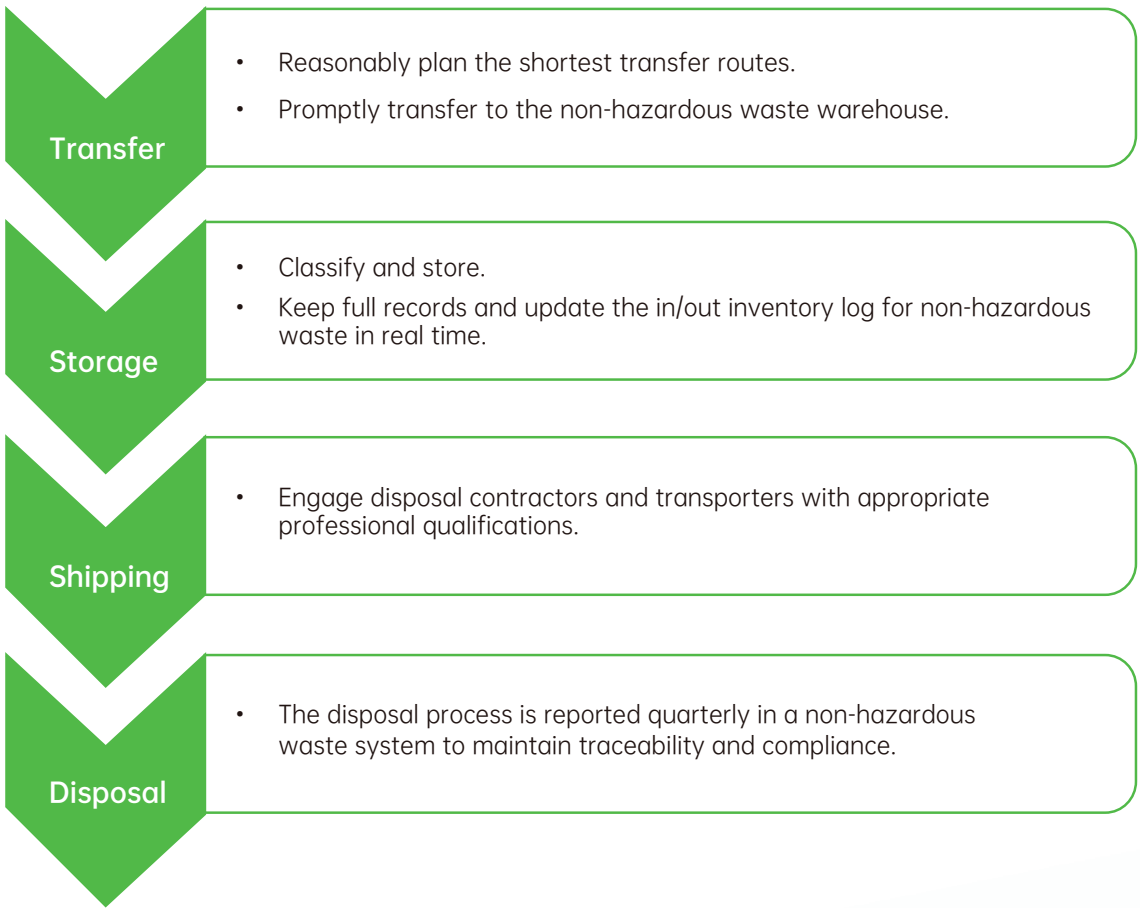 Transfer
• Reasonably plan the shortest transfer routes.
• Promptly transfer to the non-hazardous waste warehouse.
Storage
• Classify and store.
• Keep full records and update the in/out inventory log for non-hazardous
waste in real time.
Shipping
• Engage disposal contractors and transporters with appropriate
professional qualifications.
Disposal
• The disposal process is reported quarterly in a non-hazardous
waste system to maintain traceability and compliance.